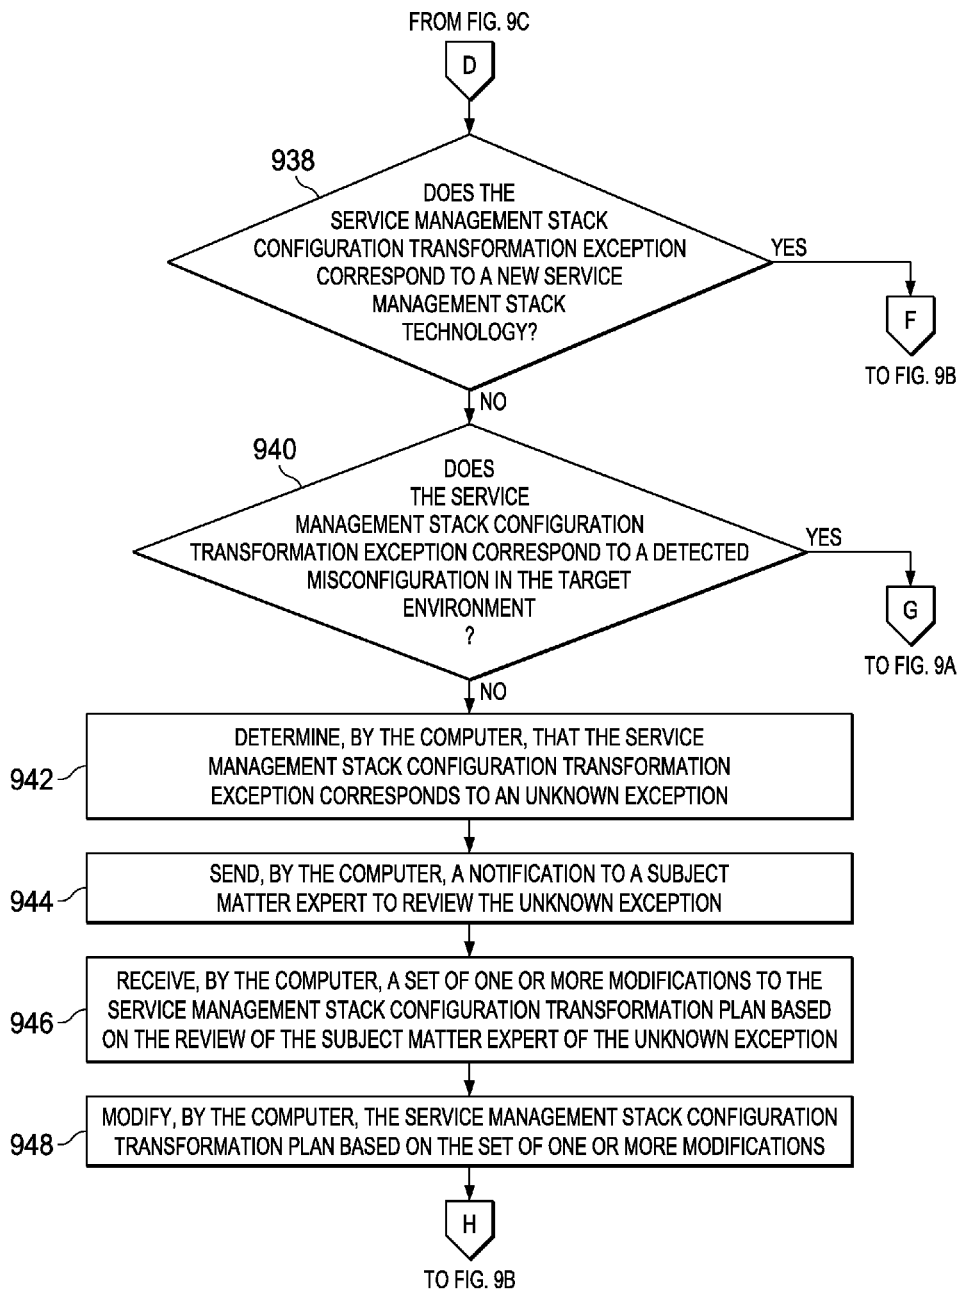 FROM FIG. 9C
D
938
DOES THE
SERVICE MANAGEMENT STACK
CONFIGURATION TRANSFORMATION EXCEPTION
CORRESPOND TO A NEW SERVICE
MANAGEMENT STACK
TECHNOLOGY?
YES
F
TO FIG. 9B
NO
940
DOES
THE SERVICE
MANAGEMENT STACK CONFIGURATION
TRANSFORMATION EXCEPTION CORRESPOND TO A DETECTED
MISCONFIGURATION IN THE TARGET
ENVIRONMENT
?
YES
G
TO FIG. 9A
NO
942
DETERMINE, BY THE COMPUTER, THAT THE SERVICE
MANAGEMENT STACK CONFIGURATION TRANSFORMATION
EXCEPTION CORRESPONDS TO AN UNKNOWN EXCEPTION
944
SEND, BY THE COMPUTER, A NOTIFICATION TO A SUBJECT
MATTER EXPERT TO REVIEW THE UNKNOWN EXCEPTION
946
RECEIVE, BY THE COMPUTER, A SET OF ONE OR MORE MODIFICATIONS TO THE
SERVICE MANAGEMENT STACK CONFIGURATION TRANSFORMATION PLAN BASED
ON THE REVIEW OF THE SUBJECT MATTER EXPERT OF THE UNKNOWN EXCEPTION
948
MODIFY, BY THE COMPUTER, THE SERVICE MANAGEMENT STACK CONFIGURATION
TRANSFORMATION PLAN BASED ON THE SET OF ONE OR MORE MODIFICATIONS
H
TO FIG. 9B